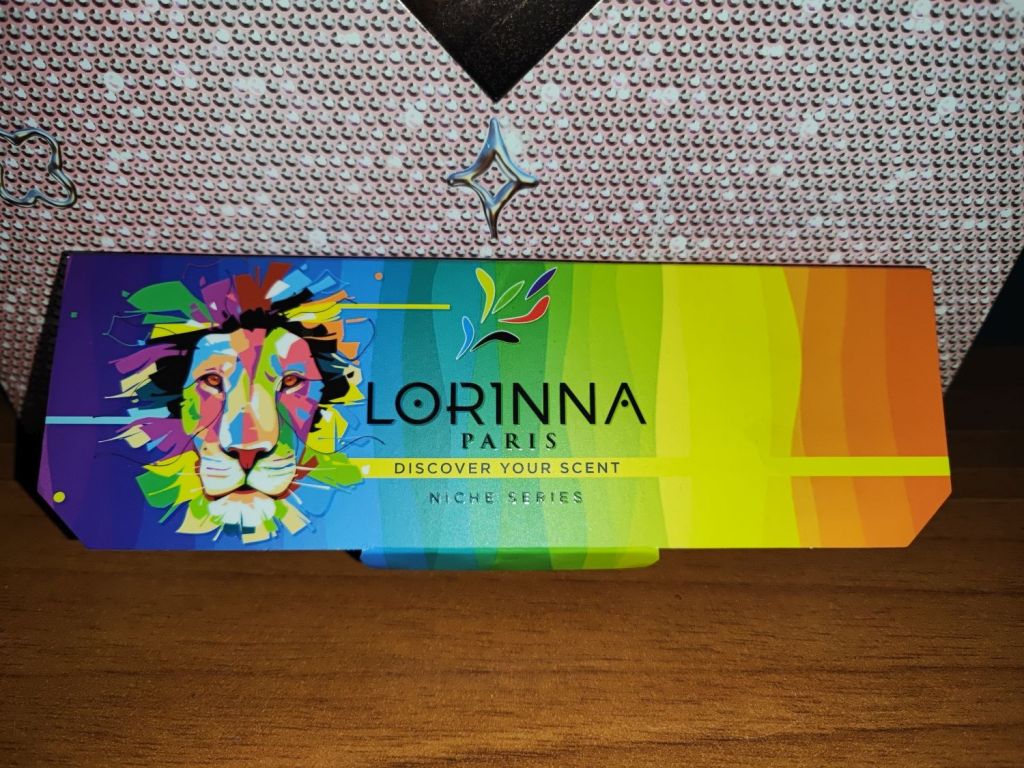 LORINNA
PARIS
DISCOVER YOUR SCENT
NICHE SERIES